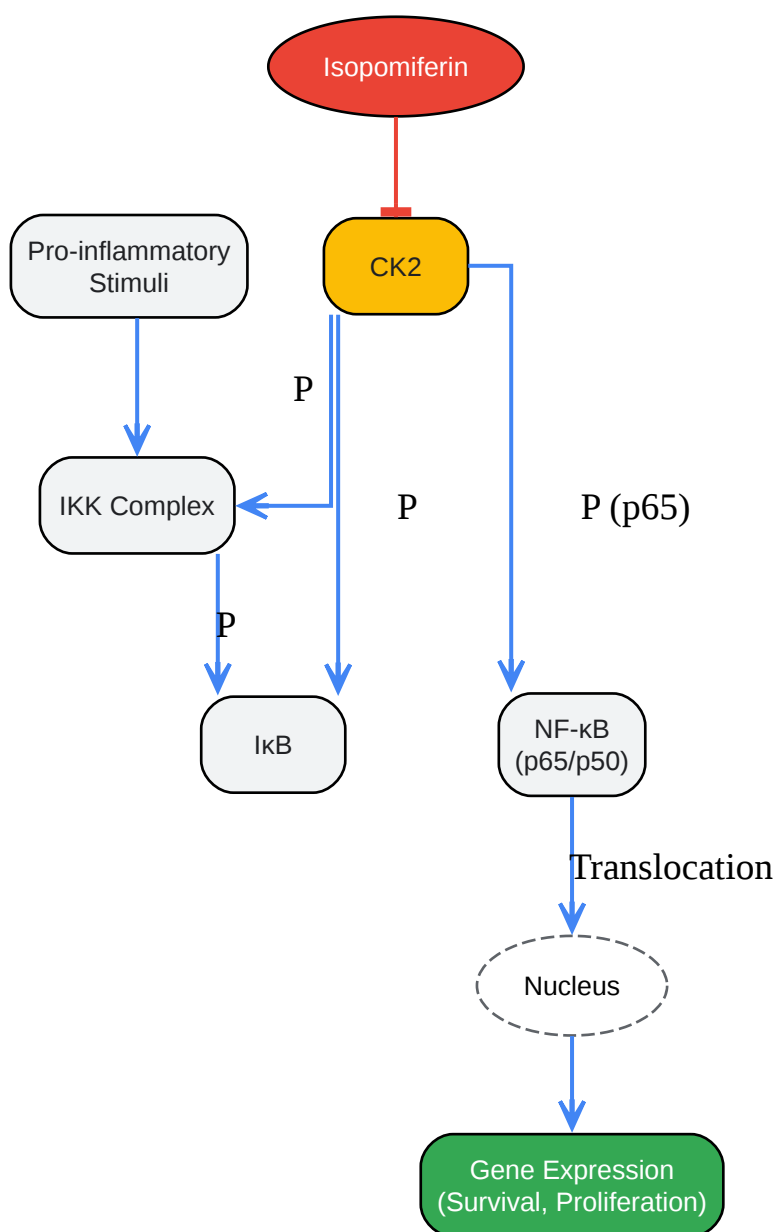 Isopomiferin
Pro-inflammatory
Stimuli
CK2
P
IKK Complex
P
P (p65)
P
IκB
NF-κB
(p65/p50)
Translocation
Nucleus
Gene Expression
(Survival, Proliferation)